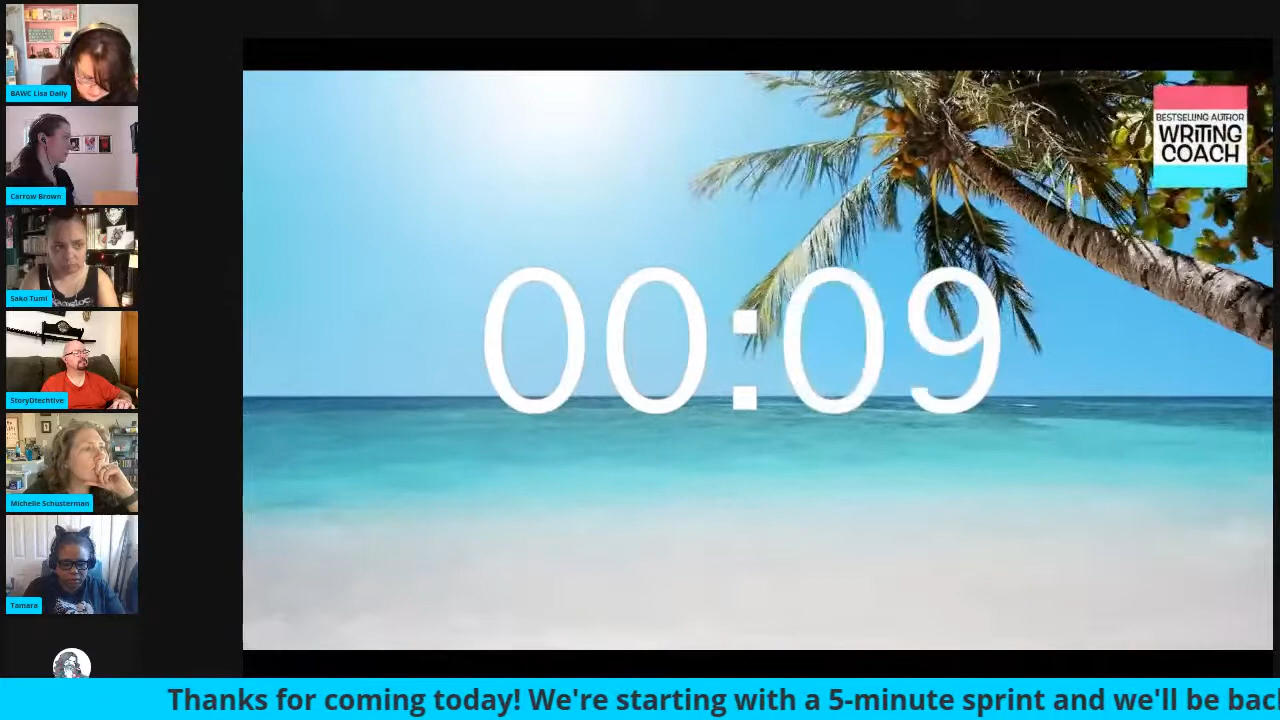 BAWC Lisa Daily
Carrow Brown
Sako Tumi
StoryDtechtive
Michelle Schusterman
Tamara
00:09
BESTSELLING AUTHOR
WRITING
COACH
Thanks for coming today! We're starting with a 5-minute sprint and we'll be back